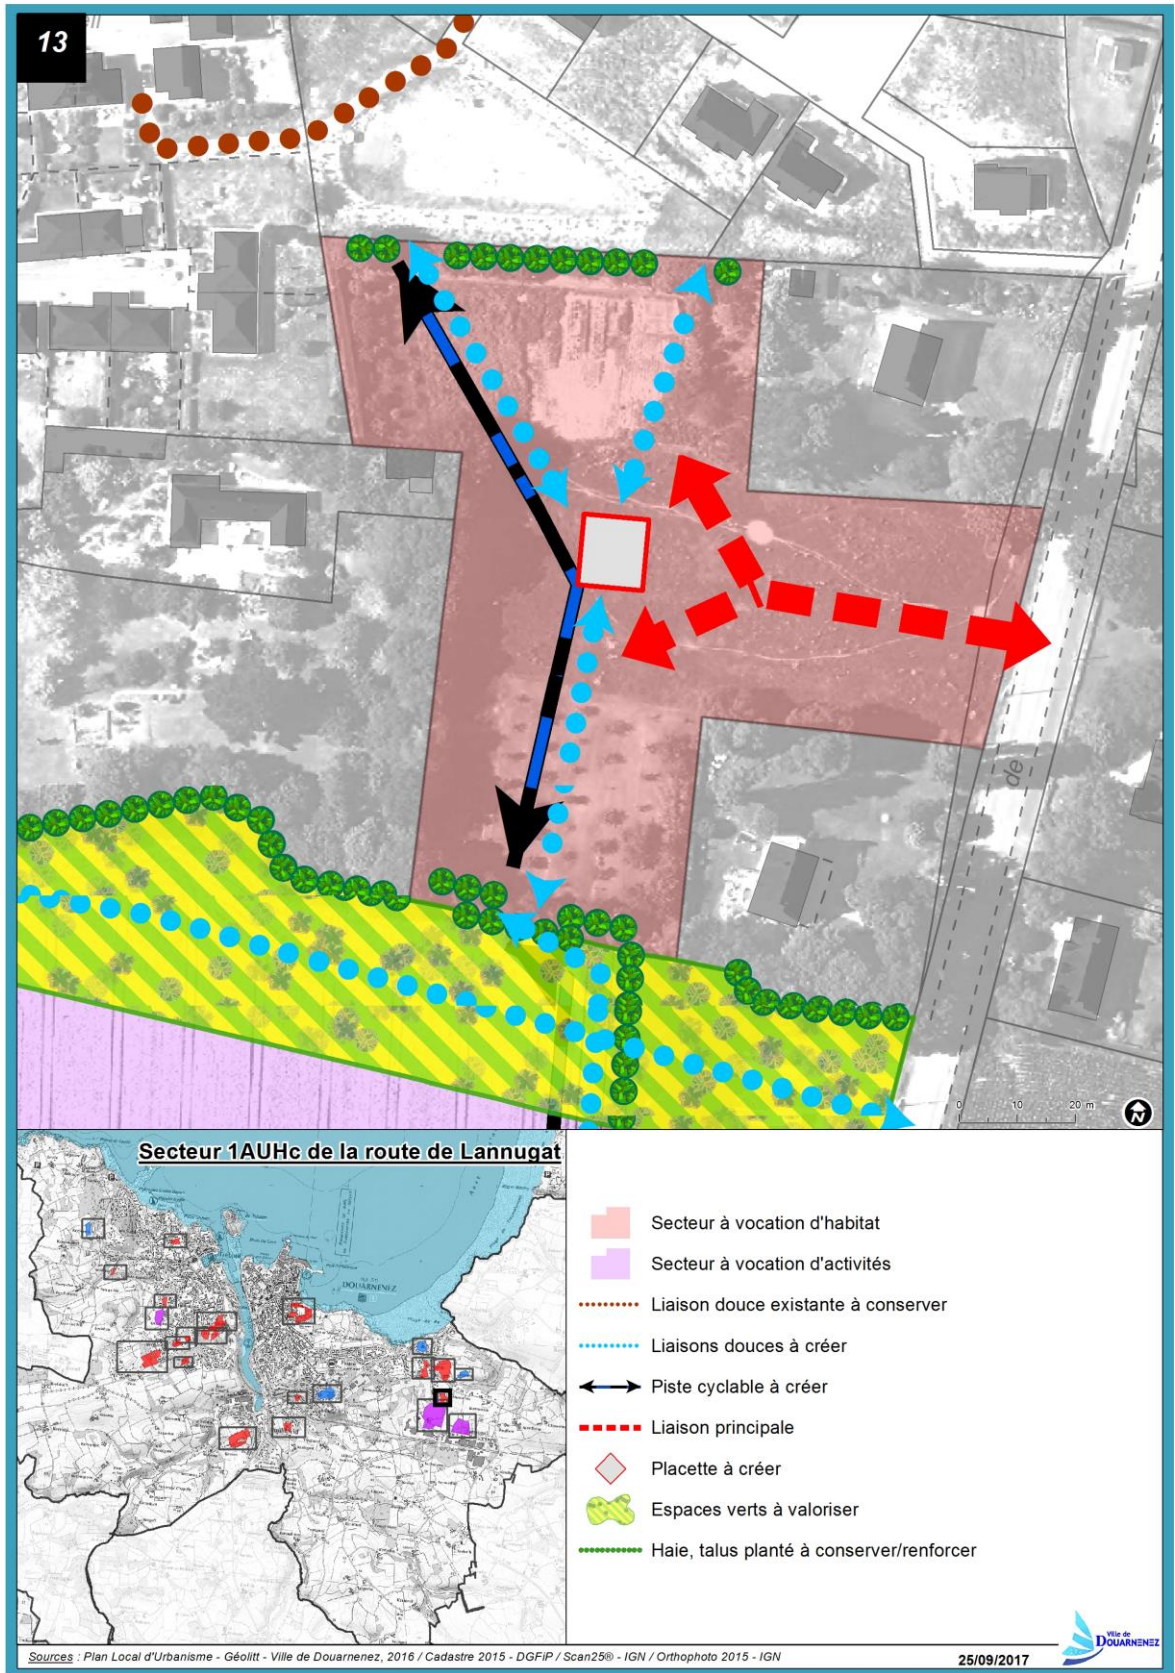 13
de
0 10 20 m
N
Secteur 1AUHc de la route de Lannugat
DOUARNENEZ
Secteur à vocation d'habitat
Secteur à vocation d'activités
Liaison douce existante à conserver
Liaisons douces à créer
Piste cyclable à créer
Liaison principale
Placette à créer
Espaces verts à valoriser
Haie, talus planté à conserver/renforcer
Sources : Plan Local d'Urbanisme - Géolitt - Ville de Douarnenez, 2016 / Cadastre 2015 - DGFiP / Scan25® - IGN / Orthophoto 2015 - IGN
25/09/2017
Ville de
DOUARNENEZ